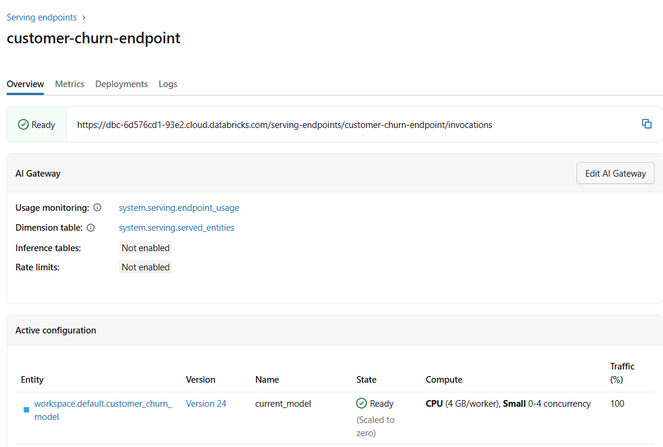 Serving endpoints >
customer-churn-endpoint
Overview Metrics Deployments Logs
Ready https://dbc-6d576cd1-93e2.cloud.databricks.com/serving-endpoints/customer-churn-endpoint/invocations
AI Gateway Edit AI Gateway
Usage monitoring: system.serving.endpoint_usage
Dimension table: system.serving.served_entities
Inference tables: Not enabled
Rate limits: Not enabled
Active configuration
Entity Version Name State Compute Traffic (%)
workspace.default.customer_churn_ Version 24 current_model Ready CPU (4 GB/worker), Small 0-4 concurrency 100
model (Scaled to
zero)